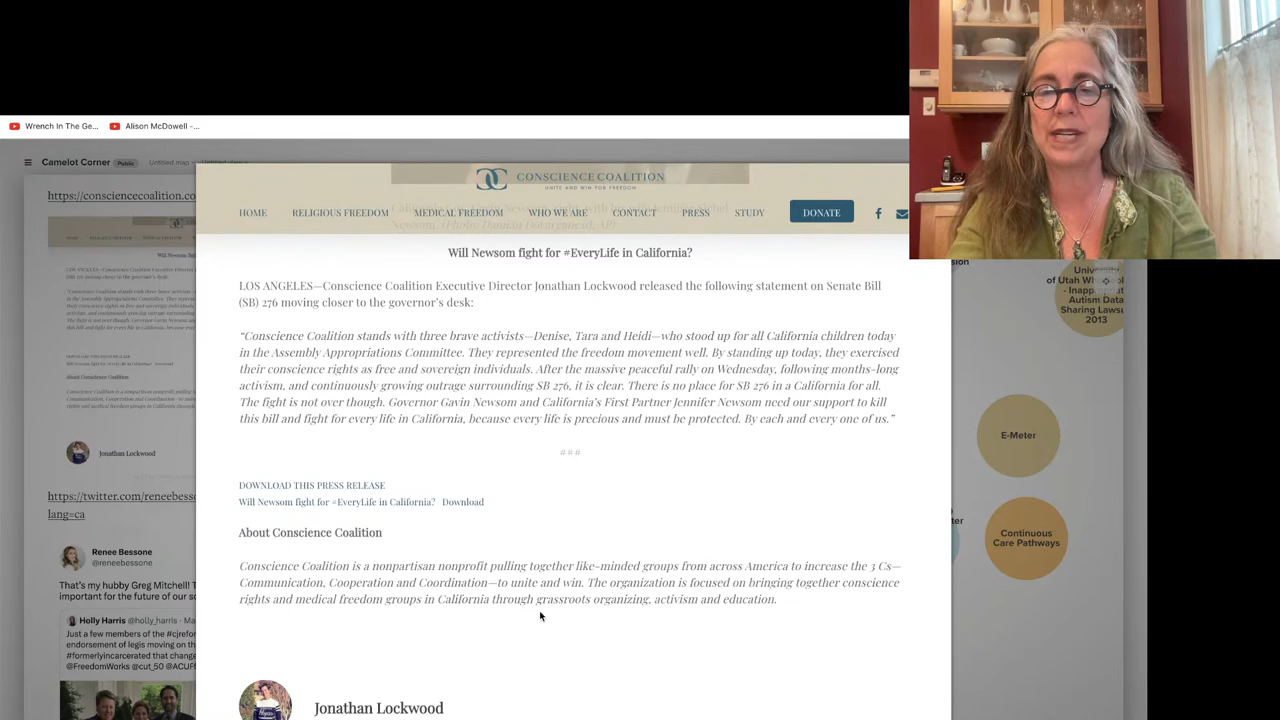 Wrench In The Ge...
Alison McDowell -...
Camelot Corner Public Untitled map
https://consciencecoalition.co
CONSCIENCE COALITION
UNITE AND WIN FOR FREEDOM
HOME RELIGIOUS FREEDOM MEDICAL FREEDOM WHO WE ARE CONTACT PRESS STUDY DONATE
Will Newsom fight for #EveryLife in California?
LOS ANGELES—Conscience Coalition Executive Director Jonathan Lockwood released the following statement on Senate Bill
(SB) 276 moving closer to the governor’s desk:
“Conscience Coalition stands with three brave activists—Denise, Tara and Heidi—who stood up for all California children today
in the Assembly Appropriations Committee. They represented the freedom movement well. By standing up today, they exercised
their conscience rights as free and sovereign individuals. After the massive peaceful rally on Wednesday, following months-long
activism, and continuously growing outrage surrounding SB 276, it is clear. There is no place for SB 276 in a California for all.
The fight is not over though. Governor Gavin Newsom and California’s First Partner Jennifer Newsom need our support to kill
this bill and fight for every life in California, because every life is precious and must be protected. By each and every one of us.”
###
DOWNLOAD THIS PRESS RELEASE
Will Newsom fight for #EveryLife in California? Download
About Conscience Coalition
Conscience Coalition is a nonpartisan nonprofit pulling together like-minded groups from across America to increase the 3 Cs—
Communication, Cooperation and Coordination—to unite and win. The organization is focused on bringing together conscience
rights and medical freedom groups in California through grassroots organizing, activism and education.
Jonathan Lockwood
Jonathan Lockwood
https://twitter.com/reneebess
lang=ca
Renee Bessone
@reneebessone
That's my hubby Greg Mitchell!
important for the future of our
Holly Harris @holly_harris
Just a few members of the #cjrefor
endorsement of legis moving on th
#formerlyincarcerated that change
@FreedomWorks @cut_50 @ACUF
University
of Utah
Autism Data
Sharing
2013
E-Meter
Continuous
Care Pathways